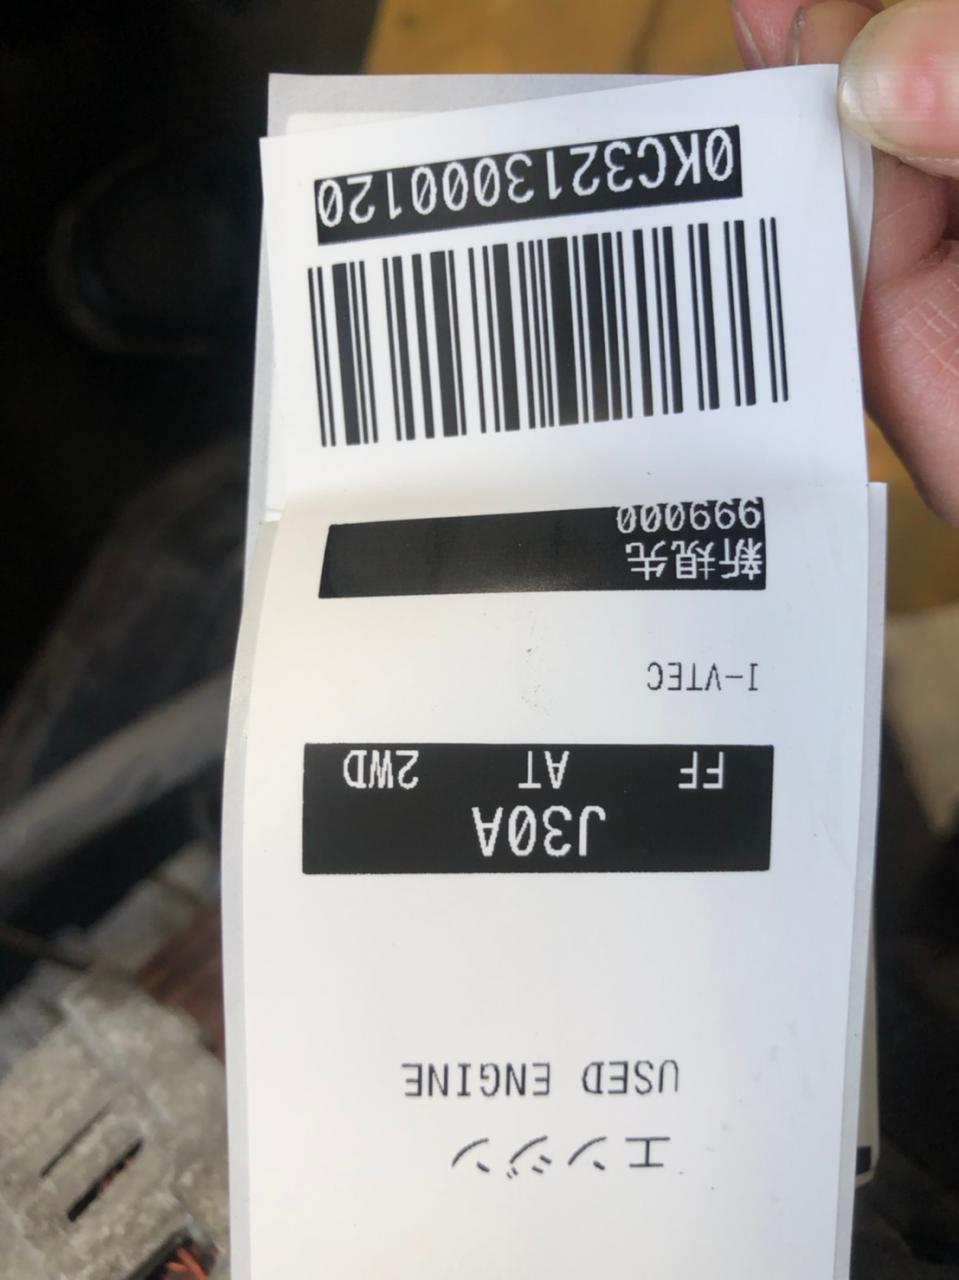 エンジン
USED ENGINE
J30A
FF AT 2WD
I-VTEC
新規先
999000
0KC3213000120